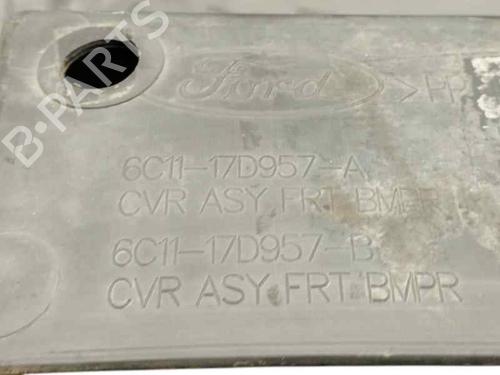 Ford >PP
6C11-17D957-A
CVR ASY, FRT BMPR
6C11-17D957-B
CVR ASY, FRT BMPR
B-PARTS